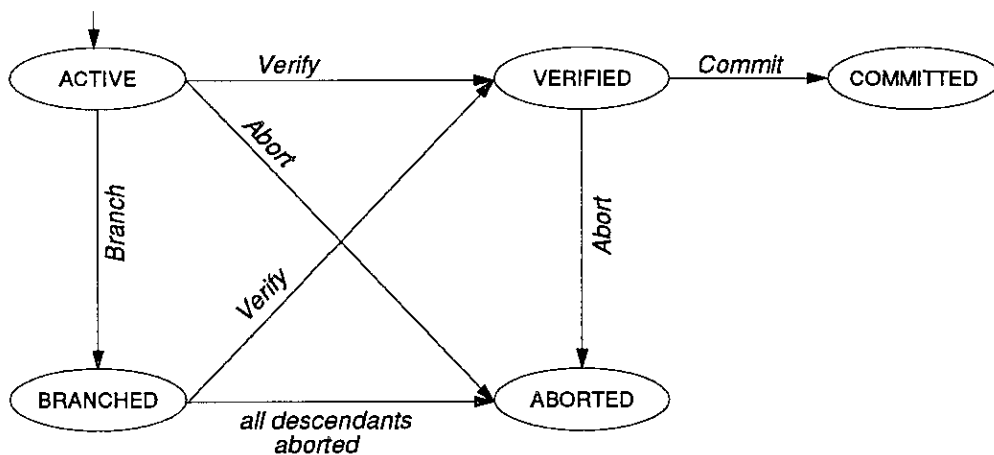 ACTIVE
Verify
VERIFIED
Commit
COMMITTED
Abort
Branch
Abort
Verify
BRANCHED
all descendants
aborted
ABORTED